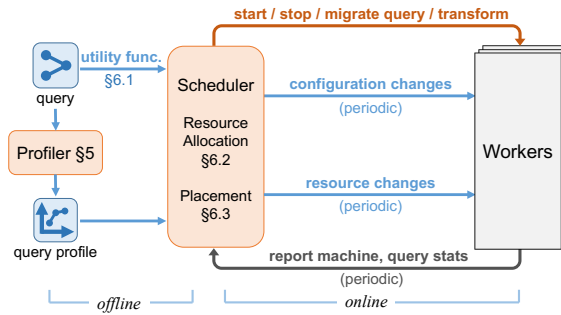 start / stop / migrate query / transform
utility func.
§6.1
query
Scheduler
configuration changes
(periodic)
Resource
Allocation
§6.2
Profiler §5
Workers
Placement
§6.3
resource changes
(periodic)
query profile
report machine, query stats
(periodic)
offline
online